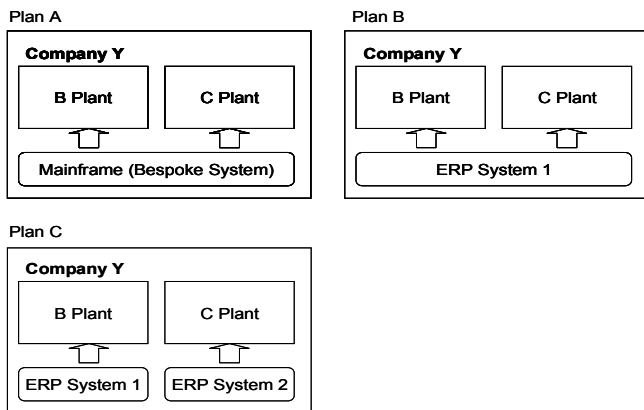 Plan A
Company Y
B Plant
C Plant
Mainframe (Bespoke System)
Plan B
Company Y
B Plant
C Plant
ERP System 1
Plan C
Company Y
B Plant
C Plant
ERP System 1
ERP System 2